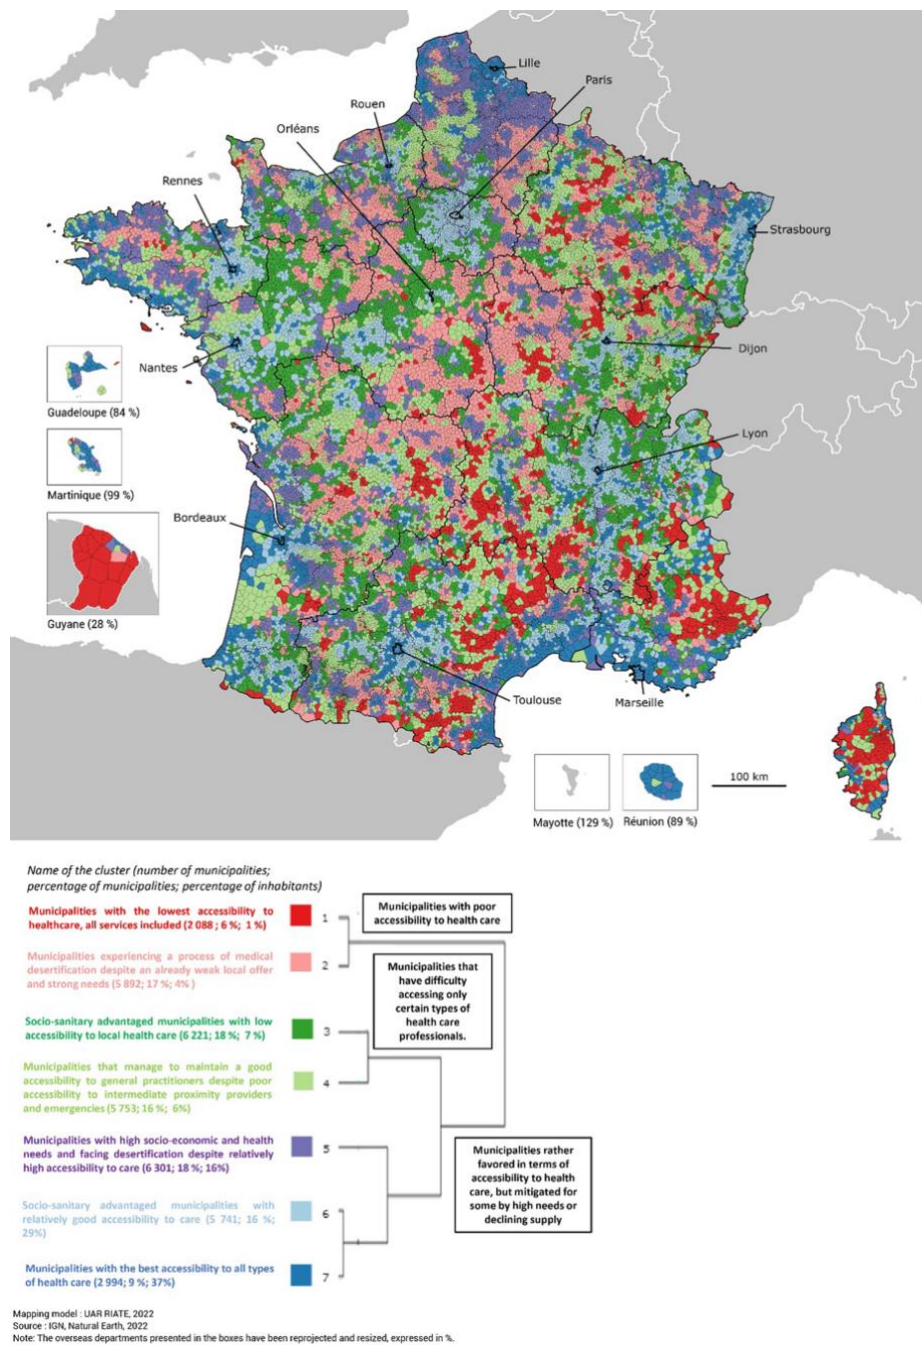 Lille
Paris
Rouen
Orléans
Rennes
Strasbourg
Nantes
Dijon
Guadeloupe (84 %)
Lyon
Martinique (99 %)
Bordeaux
Guyane (28 %)
Toulouse
Marseille
100 km
Mayotte (129 %)
Réunion (89 %)
Name of the cluster (number of municipalities;
percentage of municipalities; percentage of inhabitants)
Municipalities with the lowest accessibility to
healthcare, all services included (2 088 ; 6 %; 1 %)
1
Municipalities with poor
accessibility to health care
Municipalities experiencing a process of medical
desertification despite an already weak local offer
and strong needs (5 892; 17 %; 4% )
2
Municipalities that
have difficulty
accessing only
certain types of
health care
professionals.
Socio-sanitary advantaged municipalities with low
accessibility to local health care (6 221; 18 %; 7 %)
3
Municipalities that manage to maintain a good
accessibility to general practitioners despite poor
accessibility to intermediate proximity providers
and emergencies (5 753; 16 %; 6%)
4
Municipalities with high socio-economic and health
needs and facing desertification despite relatively
high accessibility to care (6 301; 18 %; 16%)
5
Municipalities rather
favored in terms of
accessibility to health
care, but mitigated for
some by high needs or
declining supply
Socio-sanitary advantaged municipalities with
relatively good accessibility to care (5 741; 16 %;
29%)
6
Municipalities with the best accessibility to all types
of health care (2 994; 9 %; 37%)
7
Mapping model : UAR RIATE, 2022
Source : IGN, Natural Earth, 2022
Note: The overseas departments presented in the boxes have been reprojected and resized, expressed in %.